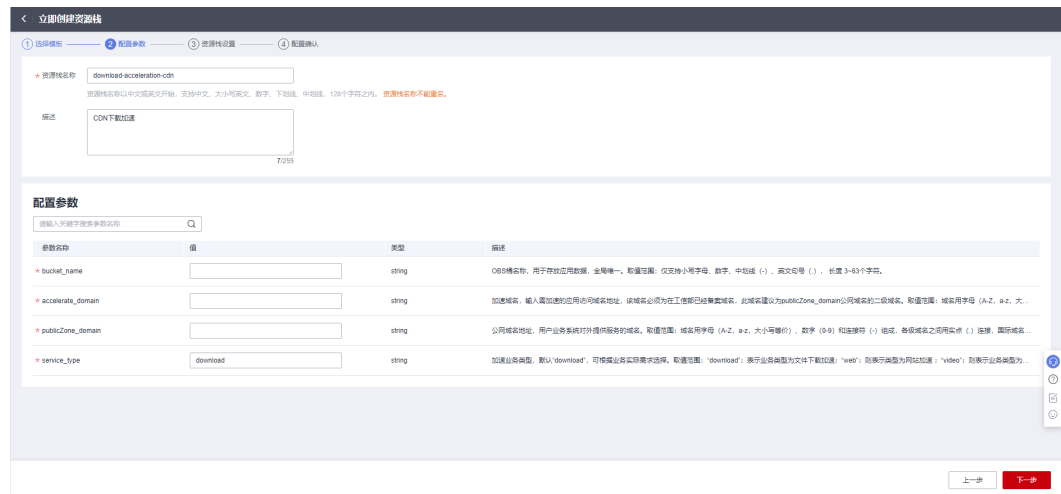 立即创建资源栈
1 选择模板 2 配置参数 3 资源栈设置 4 配置确认
* 资源栈名称 download-acceleration-cdn
资源栈名称以中文或英文开始，支持中文、大小写英文、数字、下划线、中划线，128个字符之内。 资源栈名称不能重名。
描述 CDN下载加速
7/255
配置参数
请输入关键字搜索参数名称
参数名称 值 类型 描述
* bucket_name string OBS桶名称，用于存放应用数据，全局唯一。取值范围：仅支持小写字母、数字、中划线（-）、英文句号（.），长度 3~63个字符。
* accelerate_domain string 加速域名，输入需加速的应用访问域名地址，该域名必须为在工信部已经备案域名，此域名建议为publicZone_domain公网域名的二级域名。取值范围：域名用字母（A-Z、a-z、大...
* publicZone_domain string 公网域名地址，用户业务系统对外提供服务的域名。取值范围：域名用字母（A-Z、a-z、大小写等价）、数字（0-9）和连接符（-）组成，各级域名之间用实点（.）连接，国际域名...
* service_type download string 加速业务类型，默认"download"，可根据业务实际需求选择。取值范围："download"：表示业务类型为文件下载加速；"web"：则表示类型为网站加速；"video"：则表示业务类型为...
上一步 下一步